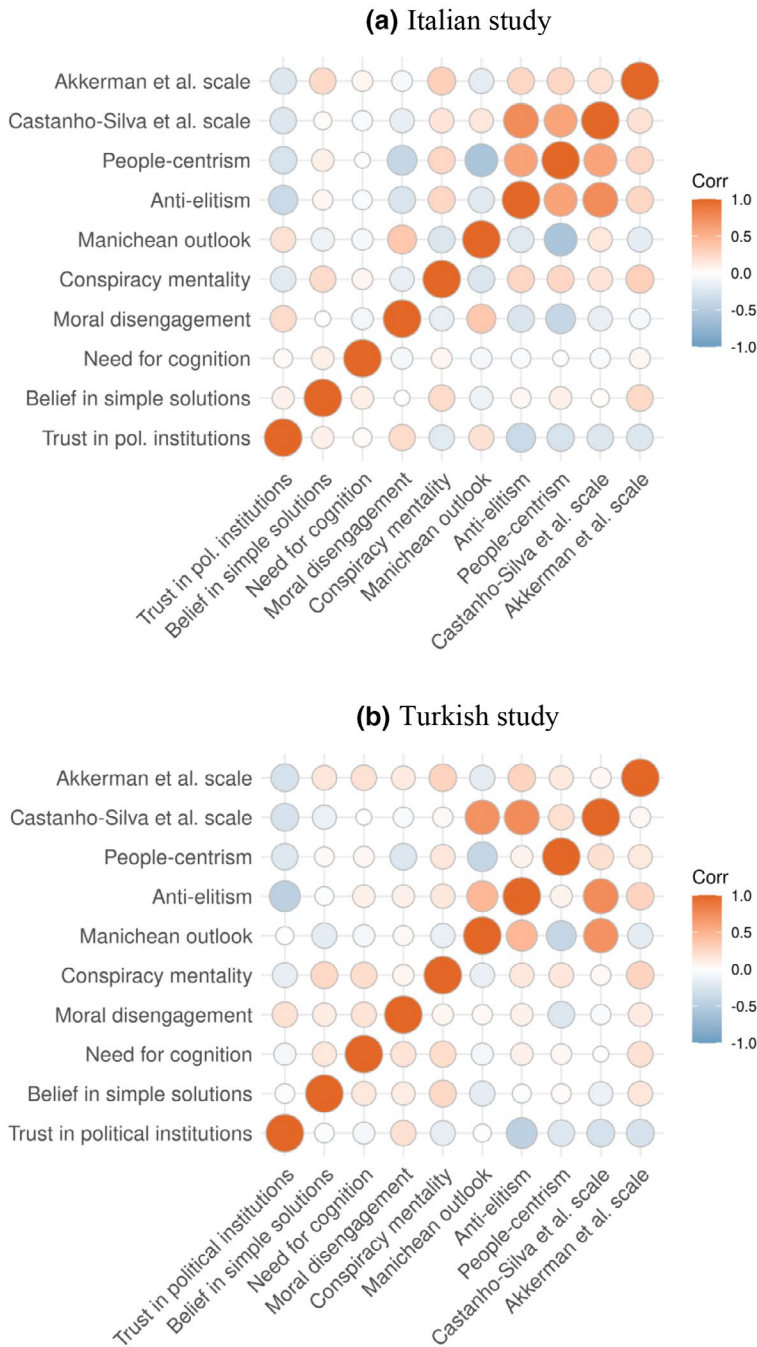 (a) Italian study
Akkerman et al. scale
Castanho-Silva et al. scale
People-centrism
Anti-elitism
Manichean outlook
Conspiracy mentality
Moral disengagement
Need for cognition
Belief in simple solutions
Trust in pol. institutions
Corr
1.0
0.5
0.0
-0.5
-1.0
Trust in pol. institutions
Belief in simple solutions
Need for cognition
Moral disengagement
Conspiracy mentality
Manichean outlook
Anti-elitism
People-centrism
Castanho-Silva et al. scale
Akkerman et al. scale
(b) Turkish study
Akkerman et al. scale
Castanho-Silva et al. scale
People-centrism
Anti-elitism
Manichean outlook
Conspiracy mentality
Moral disengagement
Need for cognition
Belief in simple solutions
Trust in political institutions
Corr
1.0
0.5
0.0
-0.5
-1.0
Trust in political institutions
Belief in simple solutions
Need for cognition
Moral disengagement
Conspiracy mentality
Manichean outlook
Anti-elitism
People-centrism
Castanho-Silva et al. scale
Akkerman et al. scale